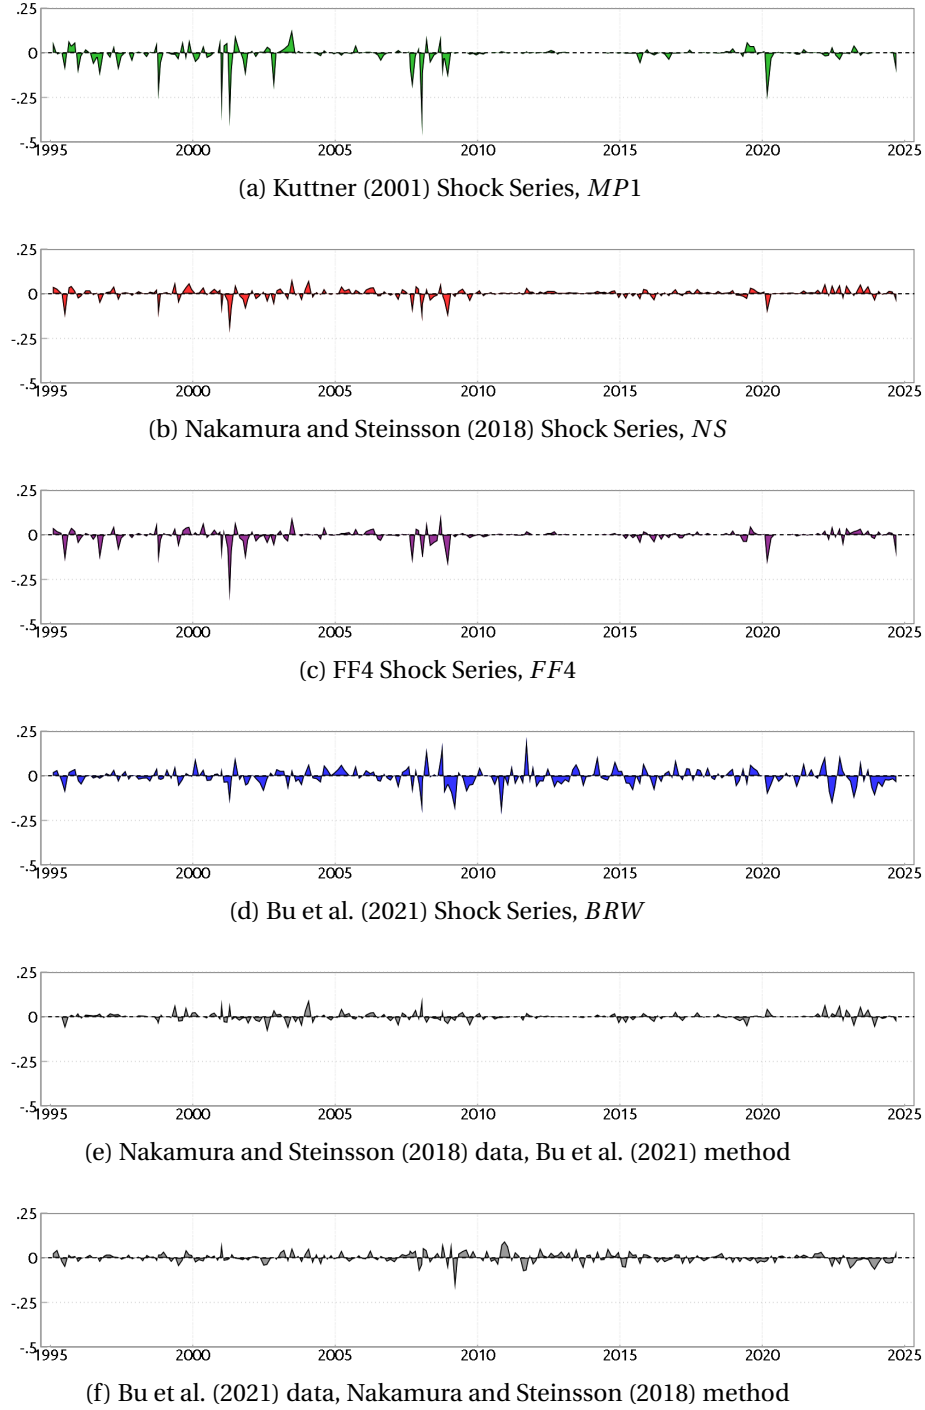 .25
0
-.25
-.5
1995 2000 2005 2010 2015 2020 2025
(a) Kuttner (2001) Shock Series, MP1
.25
0
-.25
-.5
1995 2000 2005 2010 2015 2020 2025
(b) Nakamura and Steinsson (2018) Shock Series, NS
.25
0
-.25
-.5
1995 2000 2005 2010 2015 2020 2025
(c) FF4 Shock Series, FF4
.25
0
-.25
-.5
1995 2000 2005 2010 2015 2020 2025
(d) Bu et al. (2021) Shock Series, BRW
.25
0
-.25
-.5
1995 2000 2005 2010 2015 2020 2025
(e) Nakamura and Steinsson (2018) data, Bu et al. (2021) method
.25
0
-.25
-.5
1995 2000 2005 2010 2015 2020 2025
(f) Bu et al. (2021) data, Nakamura and Steinsson (2018) method